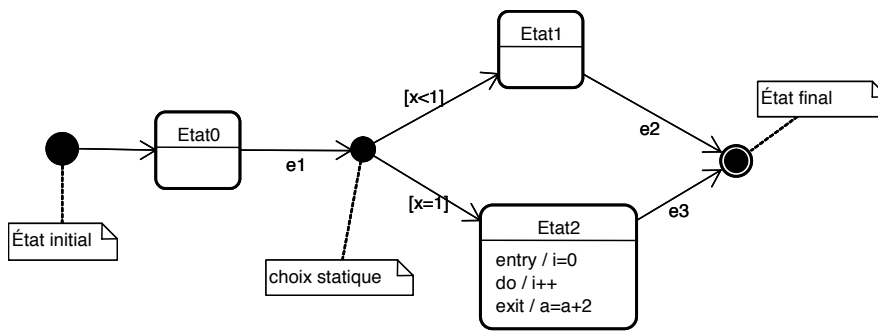 Etat1
État final
[x<1]
Etat0
e2
e1
[x=1]
e3
Etat2
État initial
entry / i=0
choix statique
do / i++
exit / a=a+2